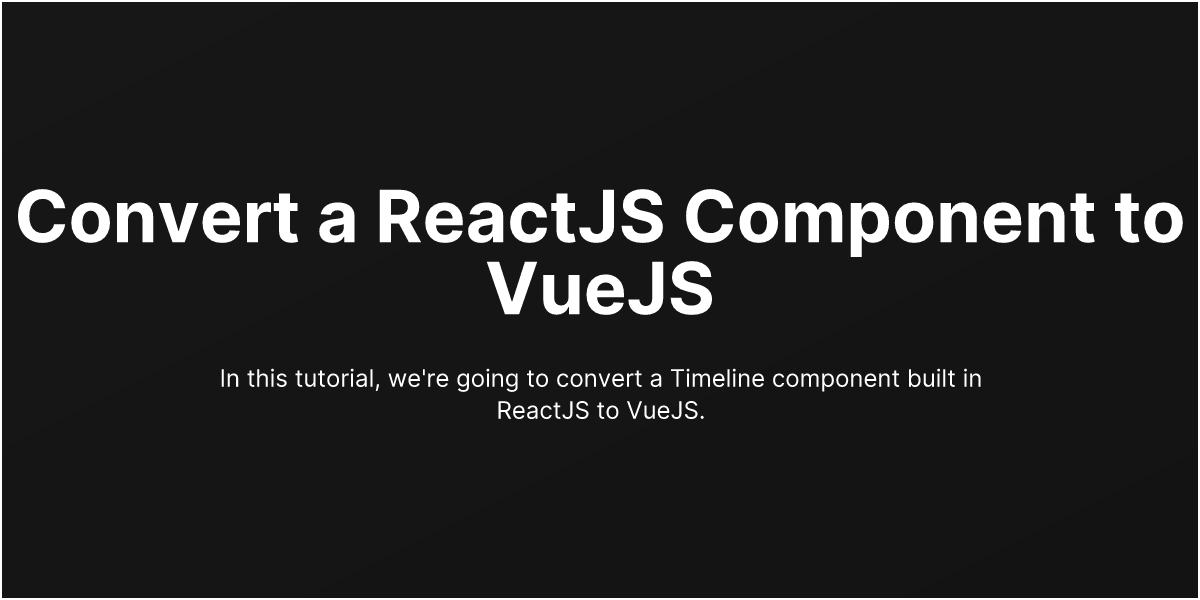 Convert a ReactJS Component to
VueJS
In this tutorial, we're going to convert a Timeline component built in
ReactJS to VueJS.